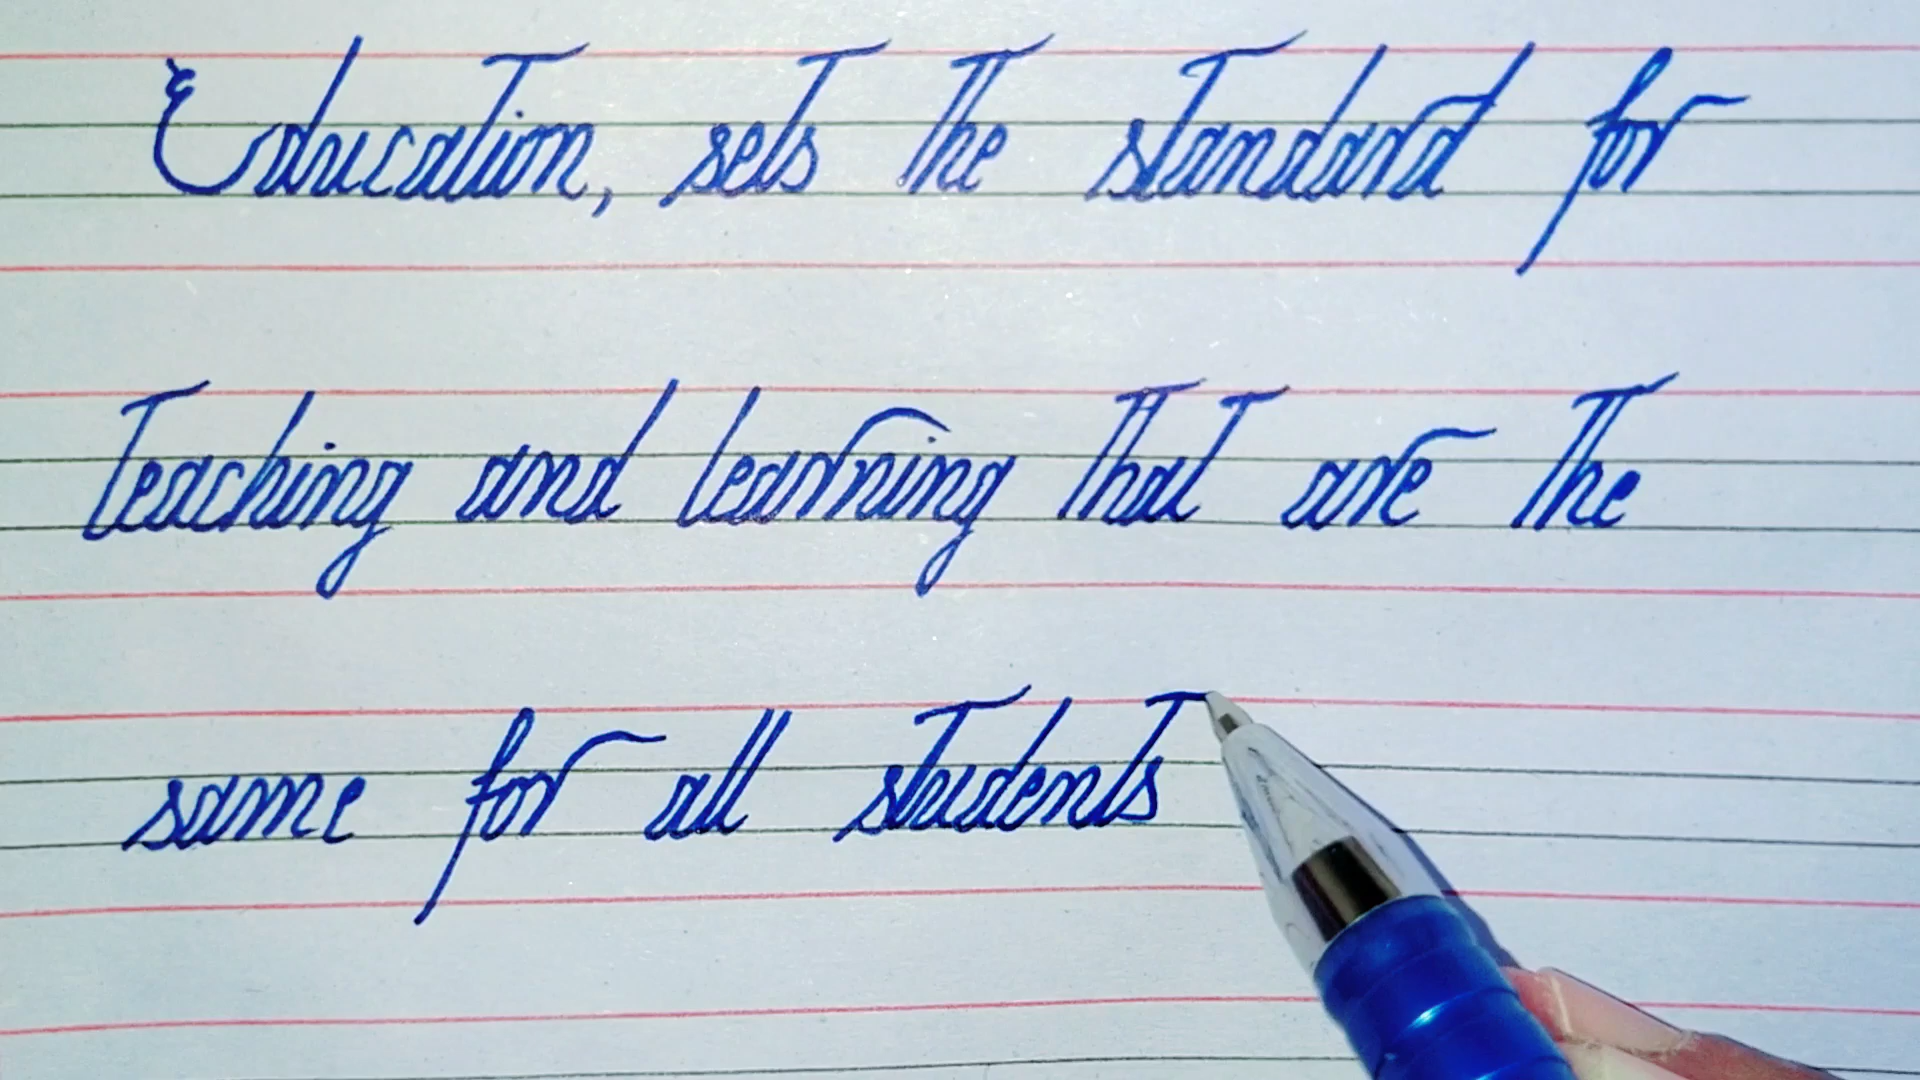 Education, sets the standard for
teaching and learning that are the
same for all students